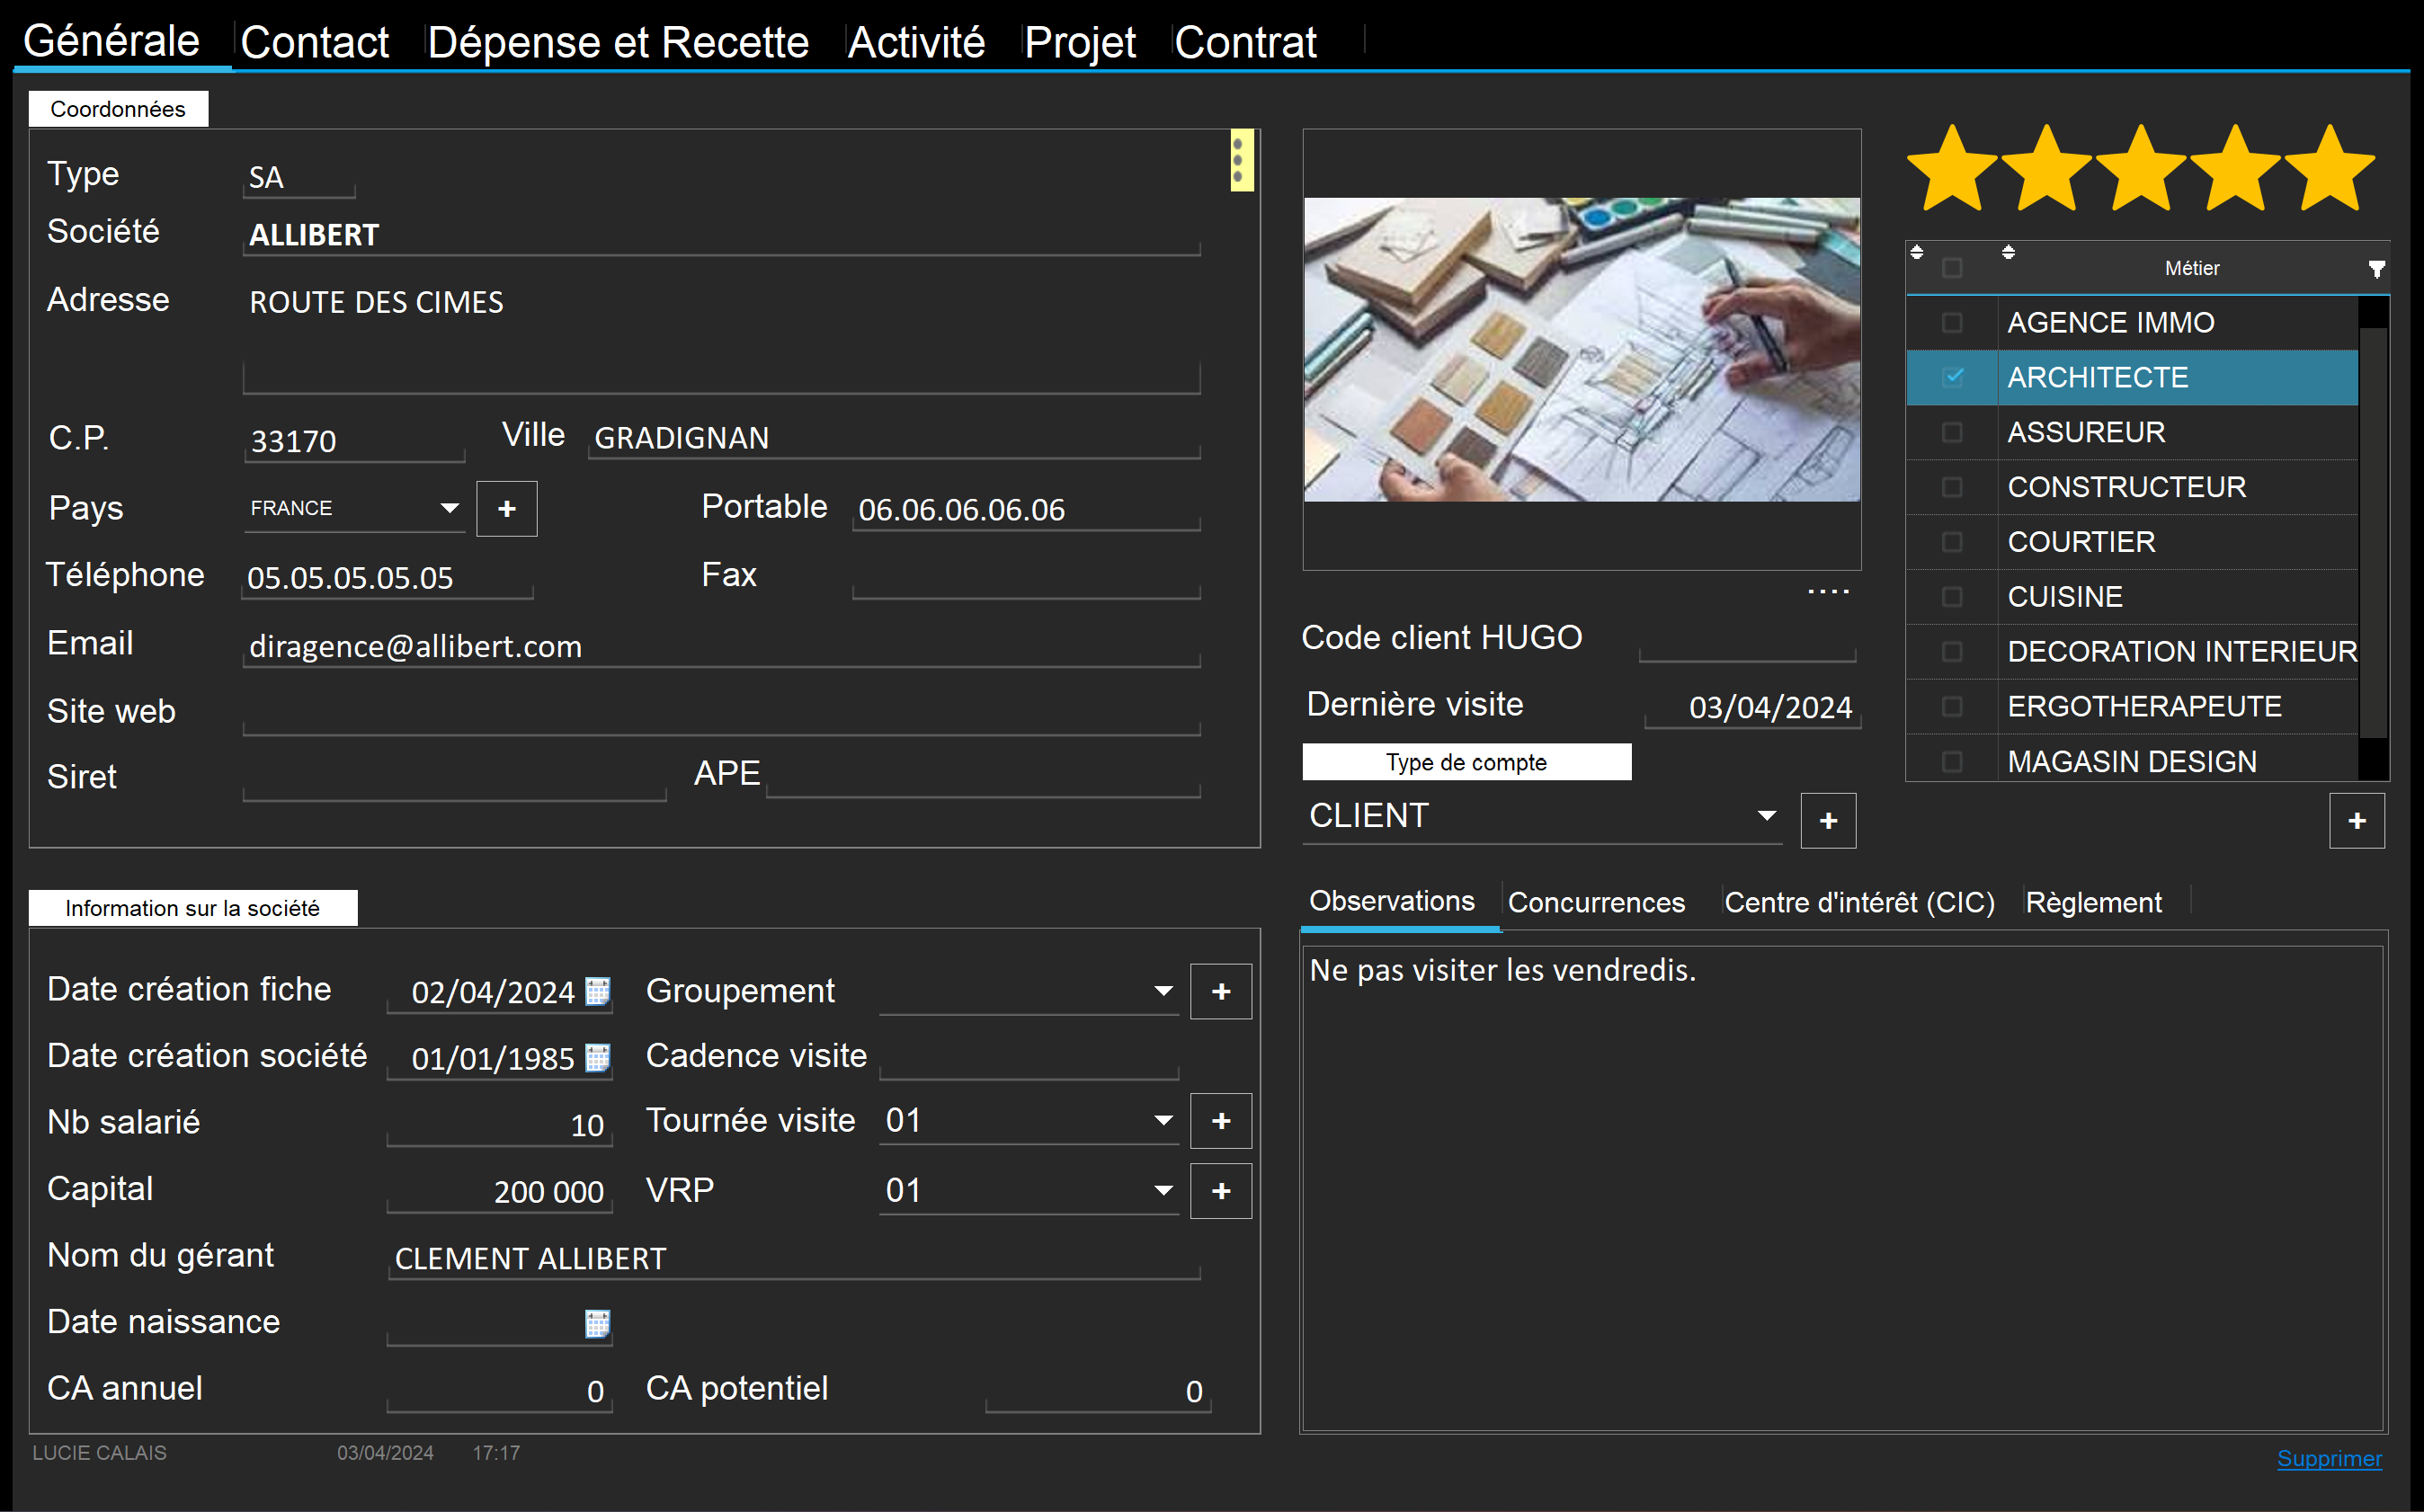 Générale Contact Dépense et Recette Activité Projet Contrat
Coordonnées
Type SA
Société ALLIBERT
Adresse ROUTE DES CIMES
C.P. 33170 Ville GRADIGNAN
Pays FRANCE + Portable 06.06.06.06.06
Téléphone 05.05.05.05.05 Fax
Email diragence@allibert.com
Site web
Siret APE
....
Code client HUGO
Dernière visite 03/04/2024
Type de compte
CLIENT +
Métier
AGENCE IMMO
ARCHITECTE
ASSUREUR
CONSTRUCTEUR
COURTIER
CUISINE
DECORATION INTERIEUR
ERGOTHERAPEUTE
MAGASIN DESIGN
+
Information sur la société
Date création fiche 02/04/2024 Groupement +
Date création société 01/01/1985 Cadence visite
Nb salarié 10 Tournée visite 01 +
Capital 200 000 VRP 01 +
Nom du gérant CLEMENT ALLIBERT
Date naissance
CA annuel 0 CA potentiel 0
Observations Concurrences Centre d'intérêt (CIC) Règlement
Ne pas visiter les vendredis.
LUCIE CALAIS 03/04/2024 17:17
Supprimer